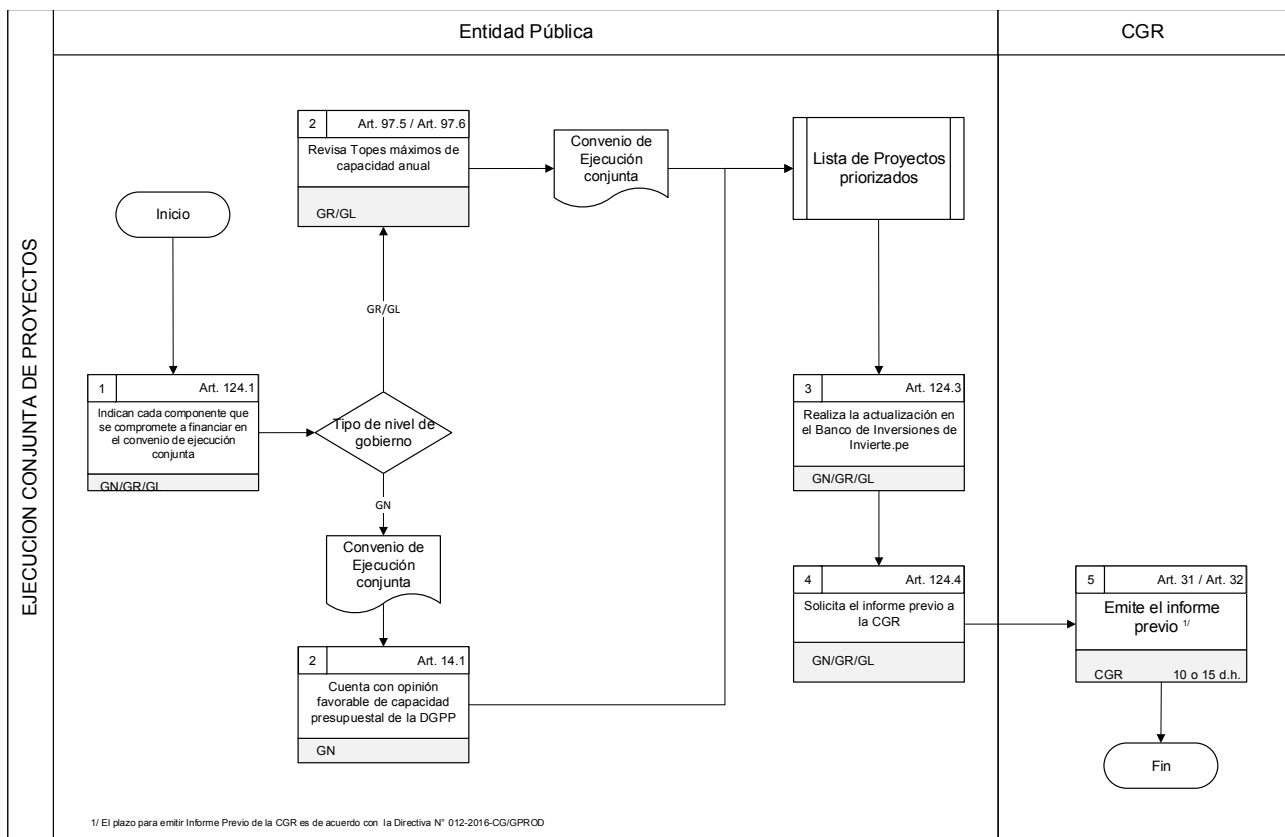 Entidad Pública
CGR
EJECUCION CONJUNTA DE PROYECTOS
Inicio
1
Art. 124.1
Indican cada componente que
se compromete a financiar en
el convenio de ejecución
conjunta
GN/GR/GL
Tipo de nivel de
gobierno
GR/GL
2
Art. 97.5 / Art. 97.6
Revisa Topes máximos de
capacidad anual
GR/GL
Convenio de
Ejecución
conjunta
GN
Convenio de
Ejecución
conjunta
2
Art. 14.1
Cuenta con opinión
favorable de capacidad
presupuestal de la DGPP
GN
Lista de Proyectos
priorizados
3
Art. 124.3
Realiza la actualización en
el Banco de Inversiones de
Invierte.pe
GN/GR/GL
4
Art. 124.4
Solicita el informe previo a
la CGR
GN/GR/GL
5
Art. 31 / Art. 32
Emite el informe
previo 1/
CGR 10 o 15 d.h.
Fin
1/ El plazo para emitir Informe Previo de la CGR es de acuerdo con la Directiva N° 012-2016-CG/GPROD